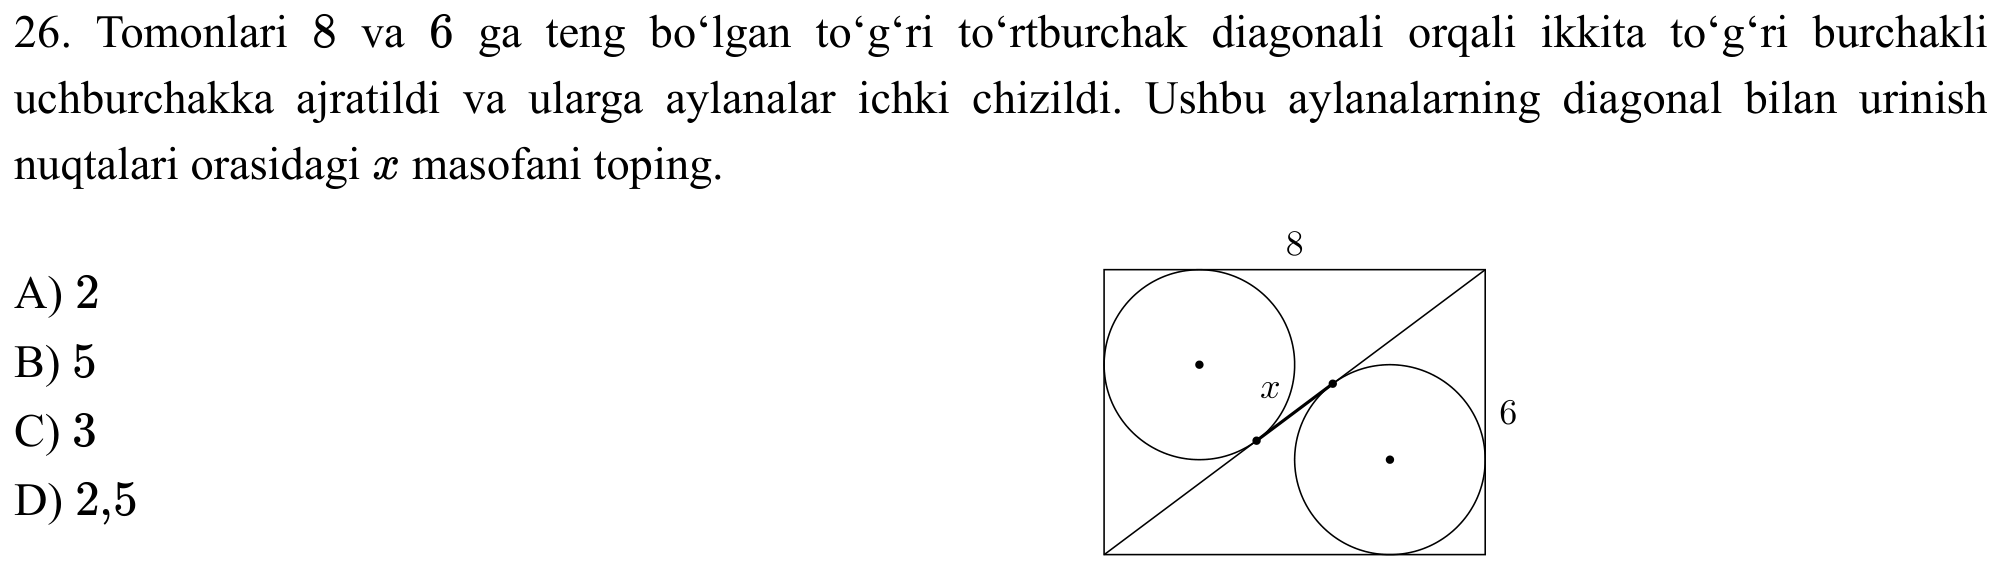 26. Tomonlari 8 va 6 ga teng bo‘lgan to‘g‘ri to‘rtburchak diagonali orqali ikkita to‘g‘ri burchakli
uchburchakka ajratildi va ularga aylanalar ichki chizildi. Ushbu aylanalarning diagonal bilan urinish
nuqtalari orasidagi x masofani toping.
8
A) 2
B) 5
x
6
C) 3
D) 2,5